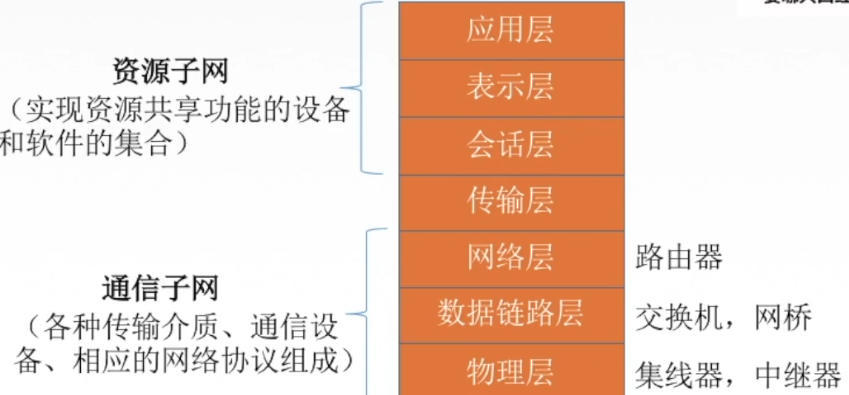 应用层
资源子网
表示层
（实现资源共享功能的设备
和软件的集合）
会话层
传输层
网络层
路由器
通信子网
数据链路层
交换机，网桥
（各种传输介质、通信设
备、相应的网络协议组成）
物理层
集线器，中继器